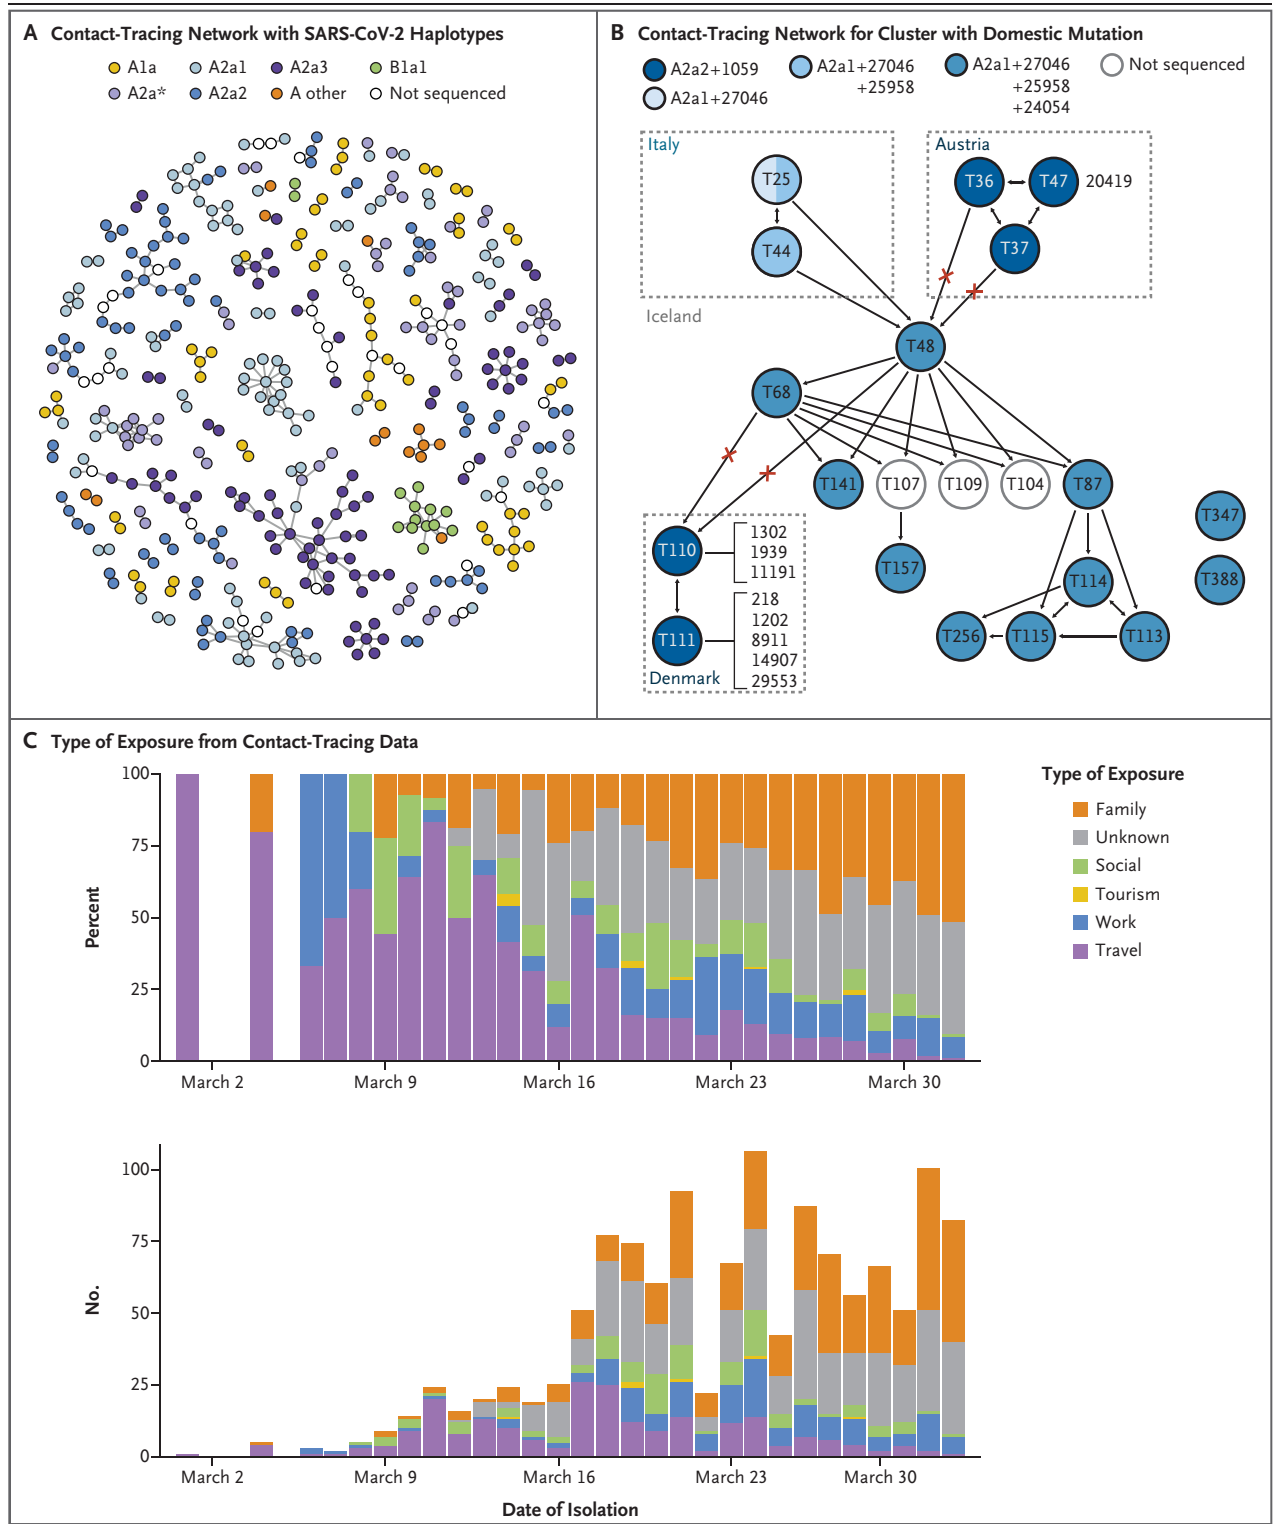 A Contact-Tracing Network with SARS-CoV-2 Haplotypes
A1a A2a1 A2a3 B1a1
A2a* A2a2 A other Not sequenced
B Contact-Tracing Network for Cluster with Domestic Mutation
A2a2+1059
A2a1+27046
A2a1+27046
+25958
A2a1+27046
+25958
+24054
Not sequenced
Italy
Austria
T25
T36
T47
20419
T44
T37
Iceland
T48
T68
T141
T107
T109
T104
T87
T347
T110
1302
1939
11191
T157
T114
T388
T111
218
1202
8911
14907
29553
T256
T115
T113
Denmark
C Type of Exposure from Contact-Tracing Data
Percent
100
75
50
25
0
March 2 March 9 March 16 March 23 March 30
Type of Exposure
Family
Unknown
Social
Tourism
Work
Travel
No.
100
75
50
25
0
March 2 March 9 March 16 March 23 March 30
Date of Isolation